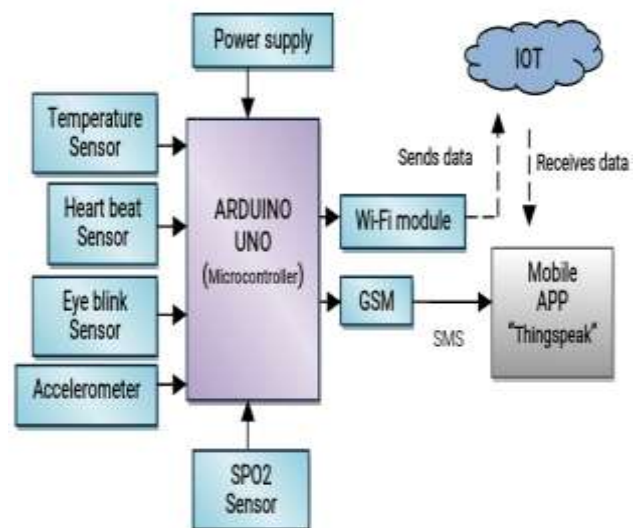 Power supply
IOT
Temperature
Sensor
Sends data
Receives data
Heart beat
Sensor
ARDUINO
UNO
(Microcontroller)
Wi-Fi module
Eye blink
Sensor
GSM
SMS
Mobile
APP
"Thingspeak"
Accelerometer
SPO2
Sensor